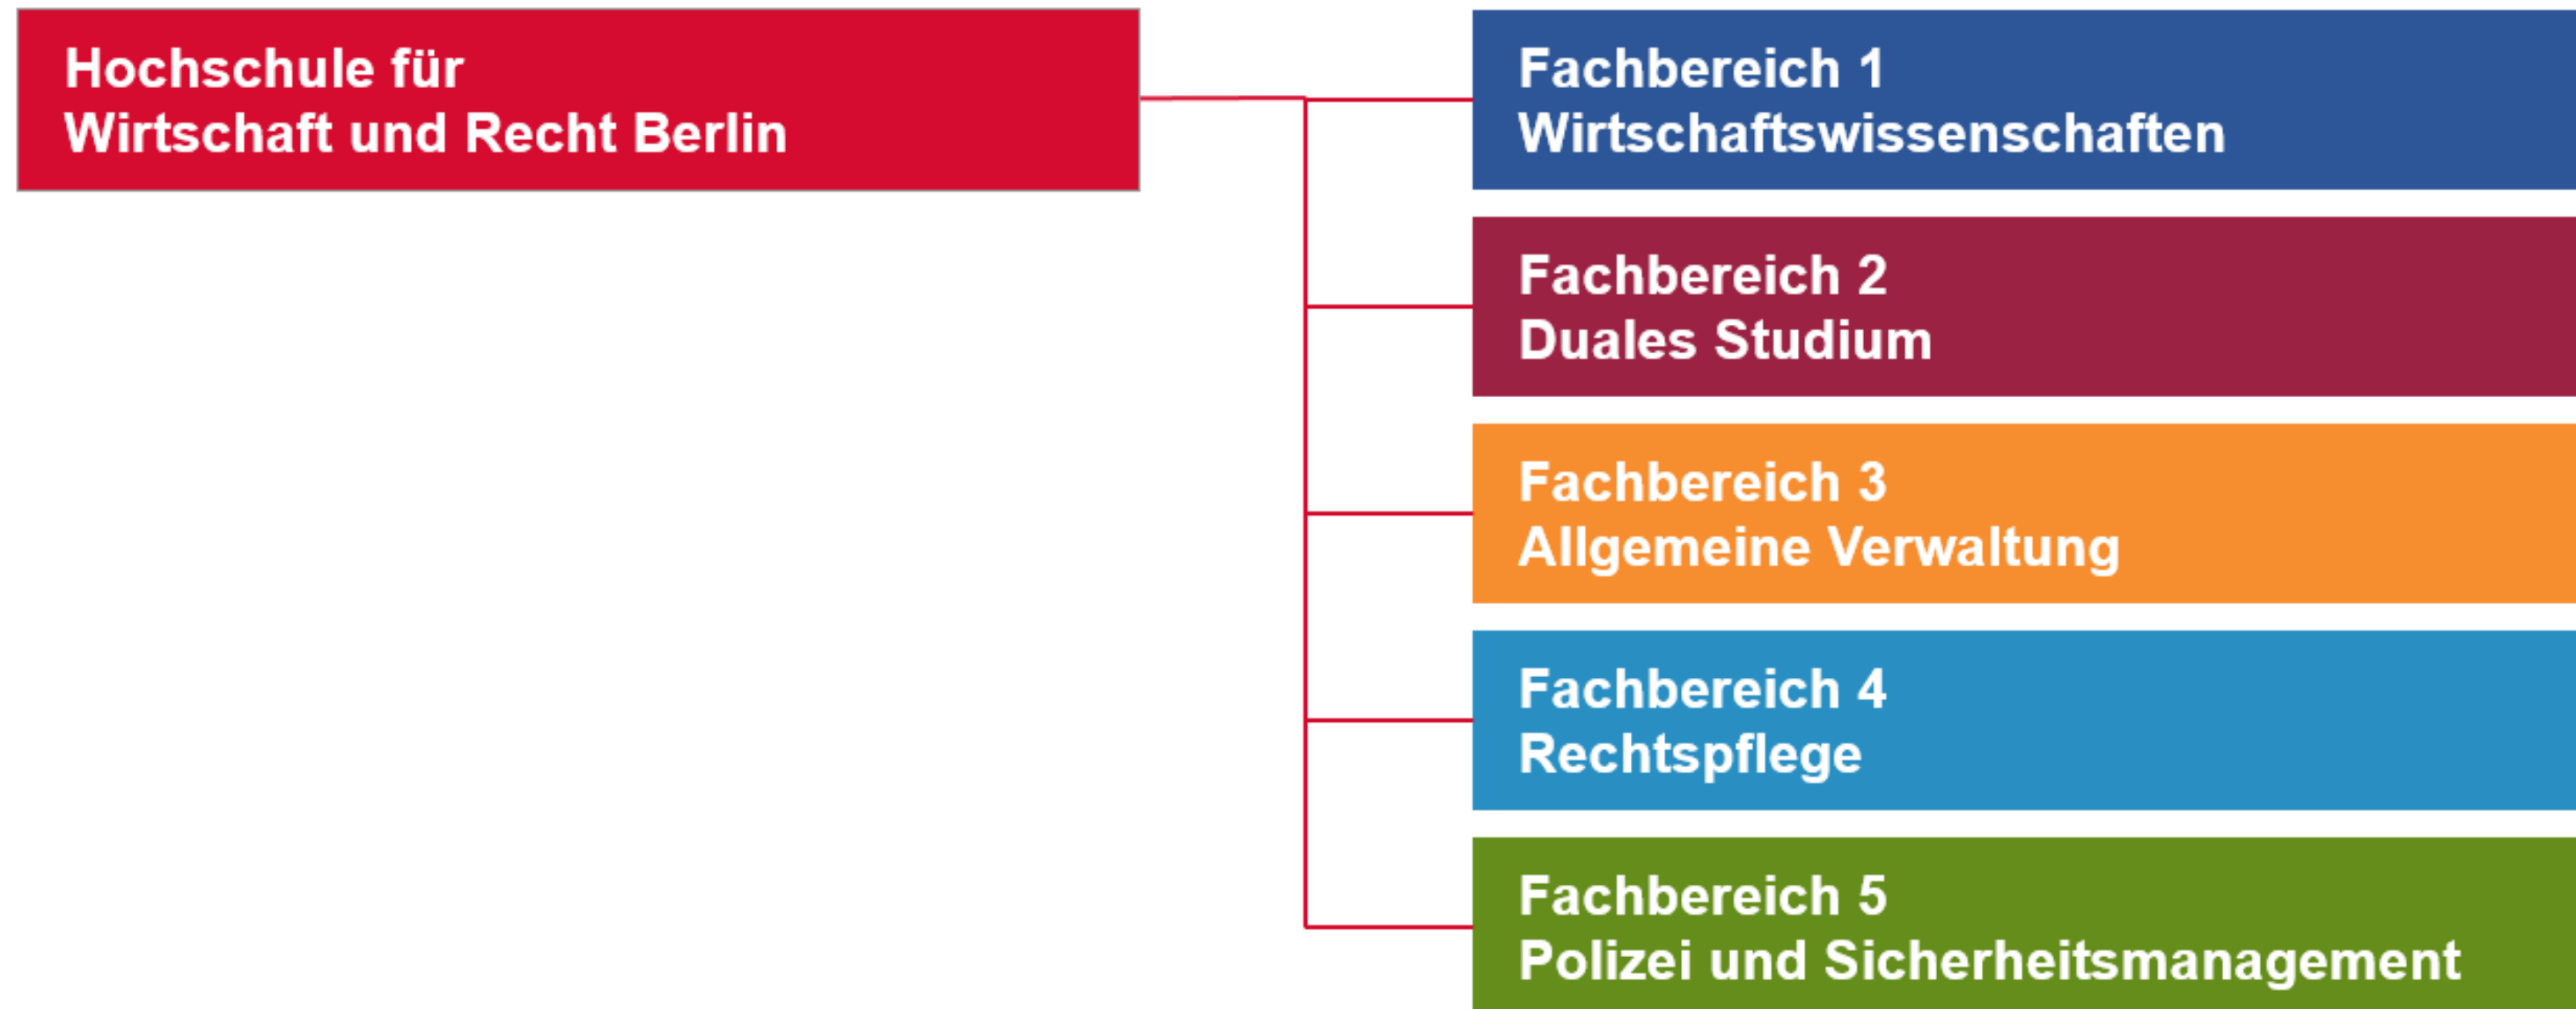 Hochschule für
Wirtschaft und Recht Berlin
Fachbereich 1
Wirtschaftswissenschaften
Fachbereich 2
Duales Studium
Fachbereich 3
Allgemeine Verwaltung
Fachbereich 4
Rechtspflege
Fachbereich 5
Polizei und Sicherheitsmanagement